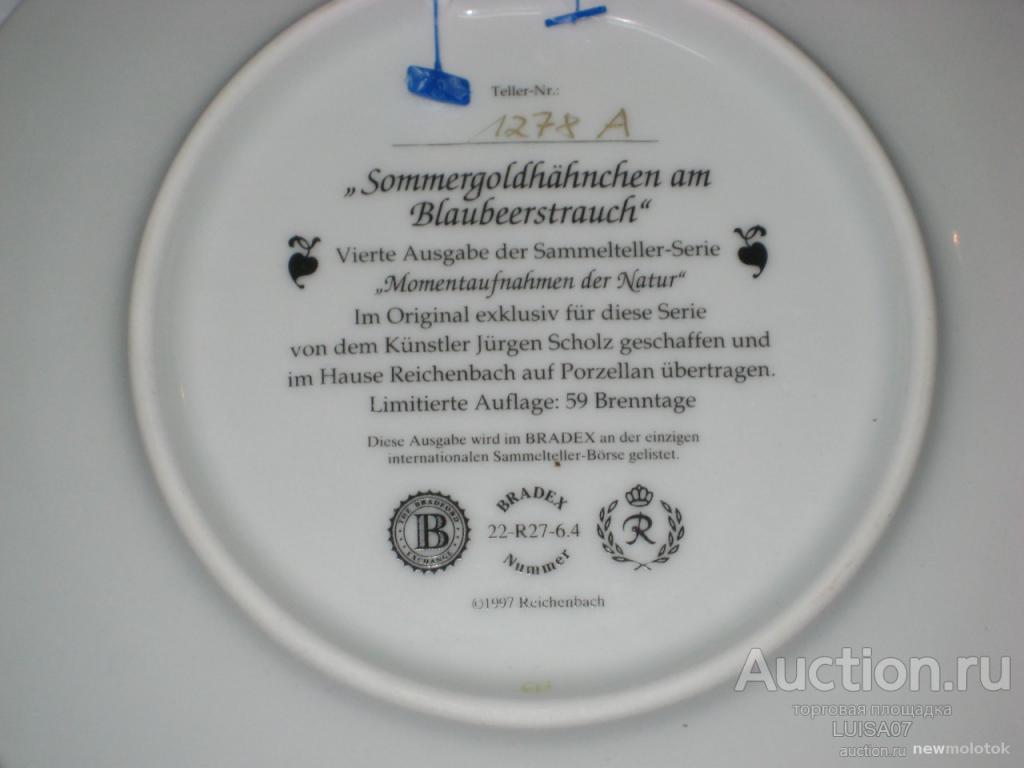 Teller-Nr.:
1278 A
„Sommergoldhähnchen am
Blaubeerstrauch“
Vierte Ausgabe der Sammelteller-Serie
„Momentaufnahmen der Natur“
Im Original exklusiv für diese Serie
von dem Künstler Jürgen Scholz geschaffen und
im Hause Reichenbach auf Porzellan übertragen.
Limitierte Auflage: 59 Brenntage
Diese Ausgabe wird im BRADEX an der einzigen
internationalen Sammelteller-Börse gelistet.
THE BRADFORD
B
EXCHANGE
BRADEX
22-R27-6.4
Nummer
R
©1997 Reichenbach
Auction.ru
торговая площадка
LUISA07
auction.ru newmolotok